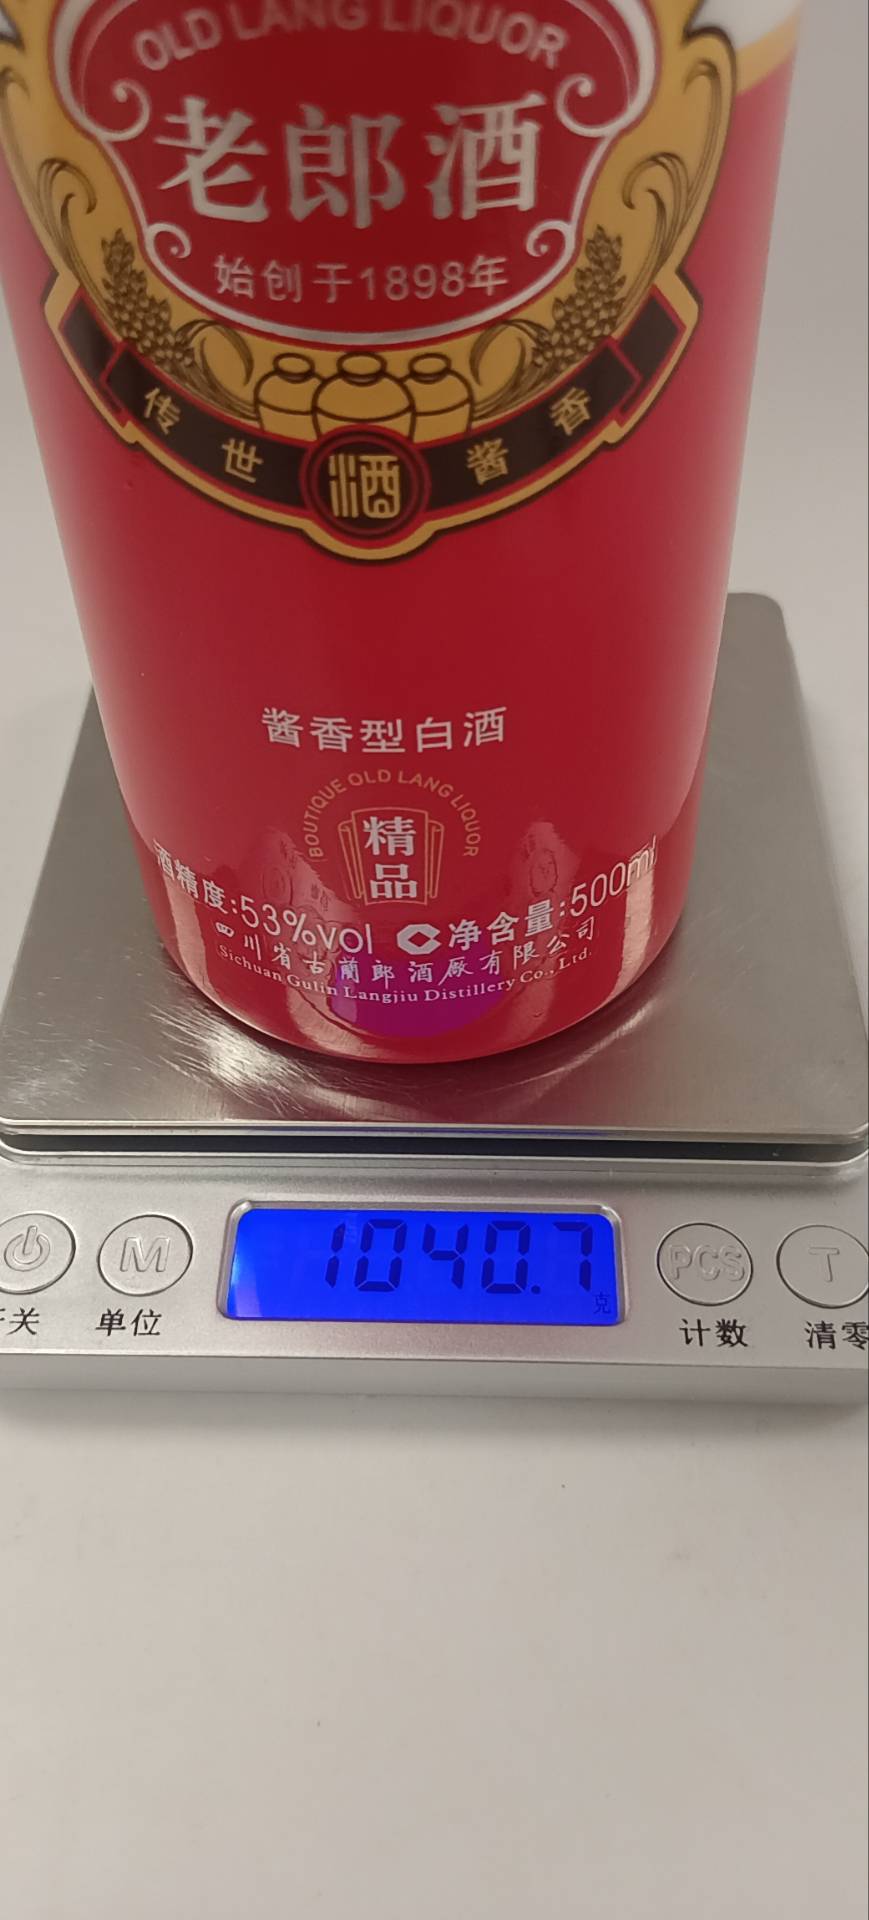 OLD LANG LIQUOR
老郎酒
始创于1898年
传世酒酱香
酱香型白酒
BOUTIQUE OLD LANG LIQUOR
精品
酒精度:53%vol 净含量:500ml
四川省古蔺郎酒厰有限公司
Sichuan Gulin Langjiu Distillery Co., Ltd.
1040.7
克
M PCS T
关 单位 计数 清零